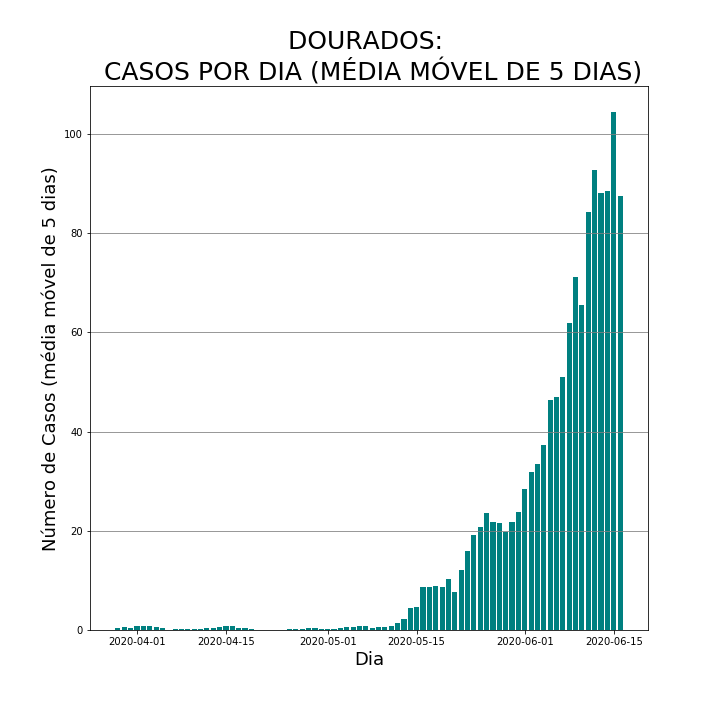 DOURADOS:
CASOS POR DIA (MÉDIA MÓVEL DE 5 DIAS)
Número de Casos (média móvel de 5 dias)
100
80
60
40
20
0
2020-04-01 2020-04-15 2020-05-01 2020-05-15 2020-06-01 2020-06-15
Dia